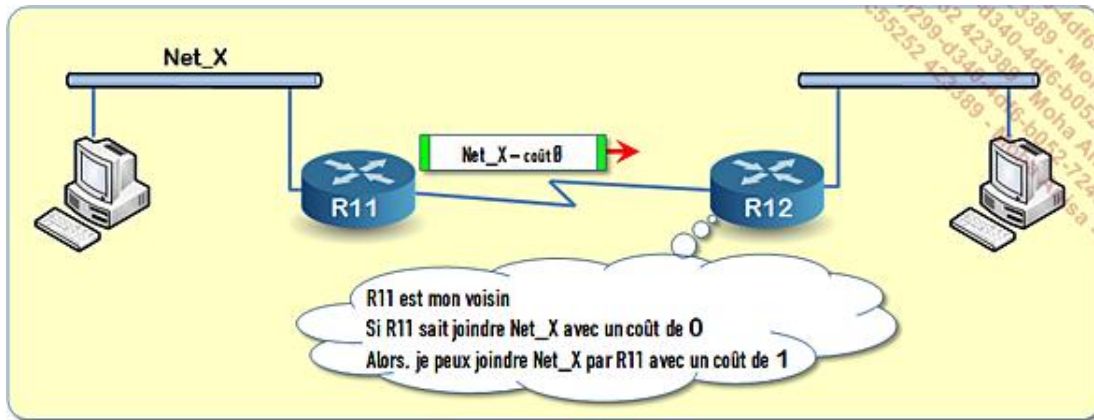 Net_X
Net_X – coût 0
R11
R12
R11 est mon voisin
Si R11 sait joindre Net_X avec un coût de 0
Alors, je peux joindre Net_X par R11 avec un coût de 1